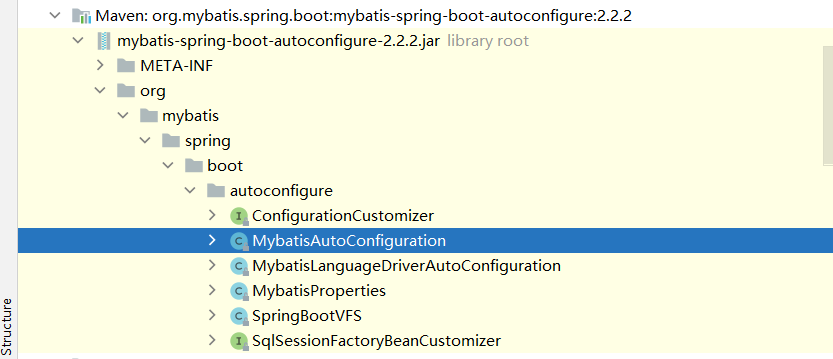 Maven: org.mybatis.spring.boot:mybatis-spring-boot-autoconfigure:2.2.2
mybatis-spring-boot-autoconfigure-2.2.2.jar library root
META-INF
org
mybatis
spring
boot
autoconfigure
I ConfigurationCustomizer
C MybatisAutoConfiguration
C MybatisLanguageDriverAutoConfiguration
C MybatisProperties
C SpringBootVFS
I SqlSessionFactoryBeanCustomizer
Structure